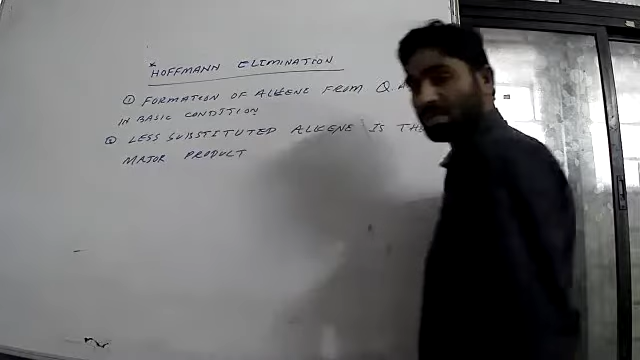 * HOFFMANN ELIMINATION
① FORMATION OF ALKENE FROM Q.
IN BASIC CONDITION
② LESS SUBSTITUTED ALKENE IS THE
MAJOR PRODUCT